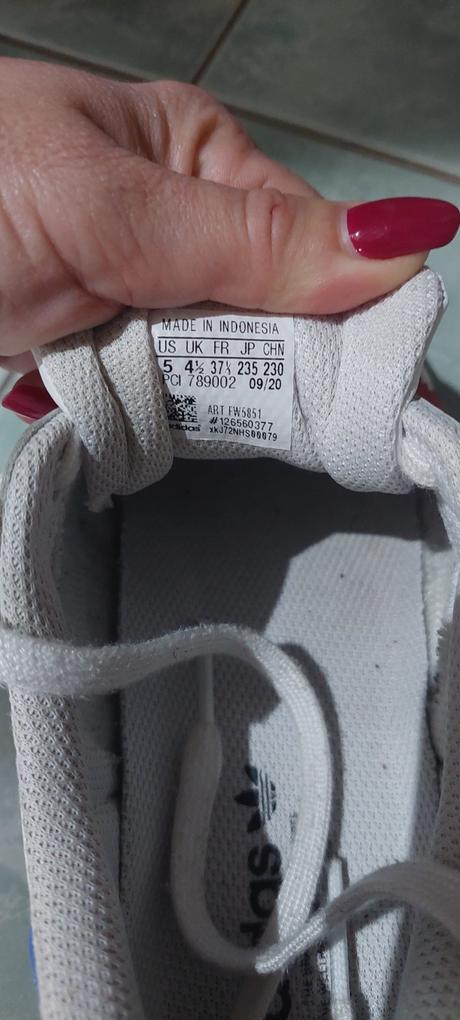 MADE IN INDONESIA
US UK FR JP CHN
5 4½ 37⅓ 235 230
PCI 789002 09/20
ART FW5851
#126560377
adidas
adidas